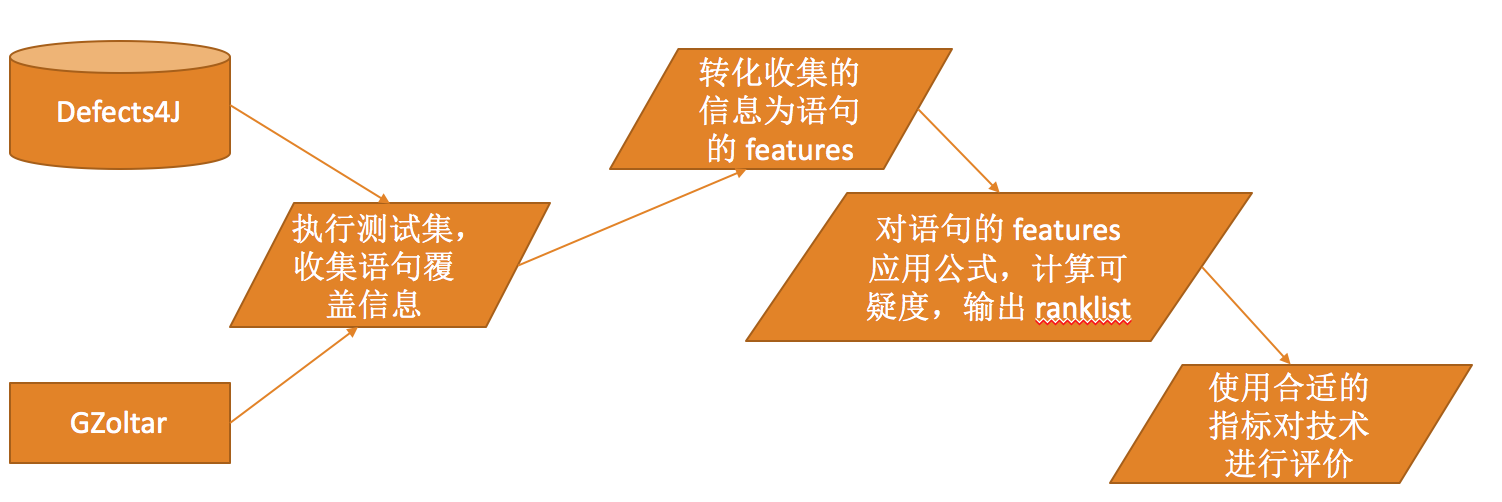 Defects4J
GZoltar
执行测试集，
收集语句覆
盖信息
转化收集的
信息为语句
的 features
对语句的 features
应用公式，计算可
疑度，输出 ranklist
使用合适的
指标对技术
进行评价